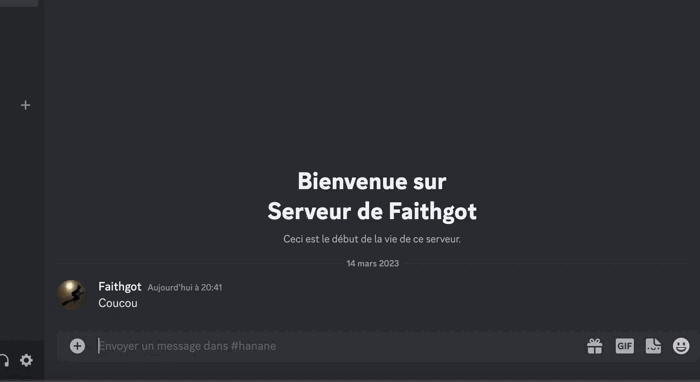 Bienvenue sur
Serveur de Faithgot
Ceci est le début de la vie de ce serveur.
14 mars 2023
Faithgot Aujourd'hui à 20:41
Coucou
Envoyer un message dans #hanane
GIF